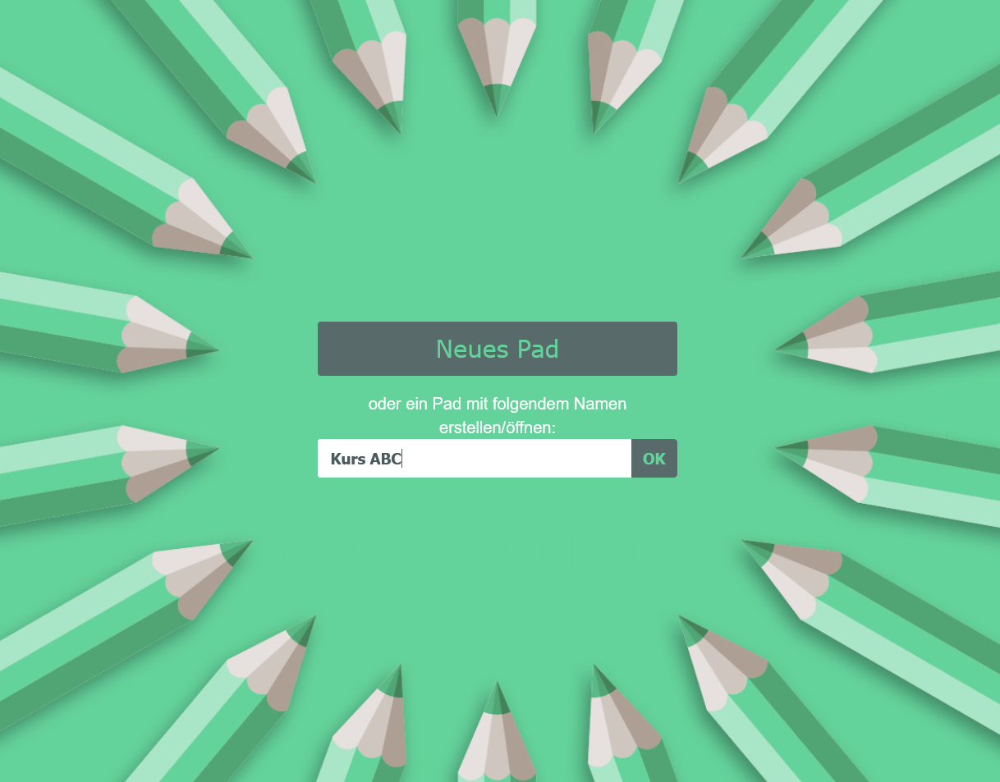 Neues Pad
oder ein Pad mit folgendem Namen
erstellen/öffnen:
Kurs ABC
OK